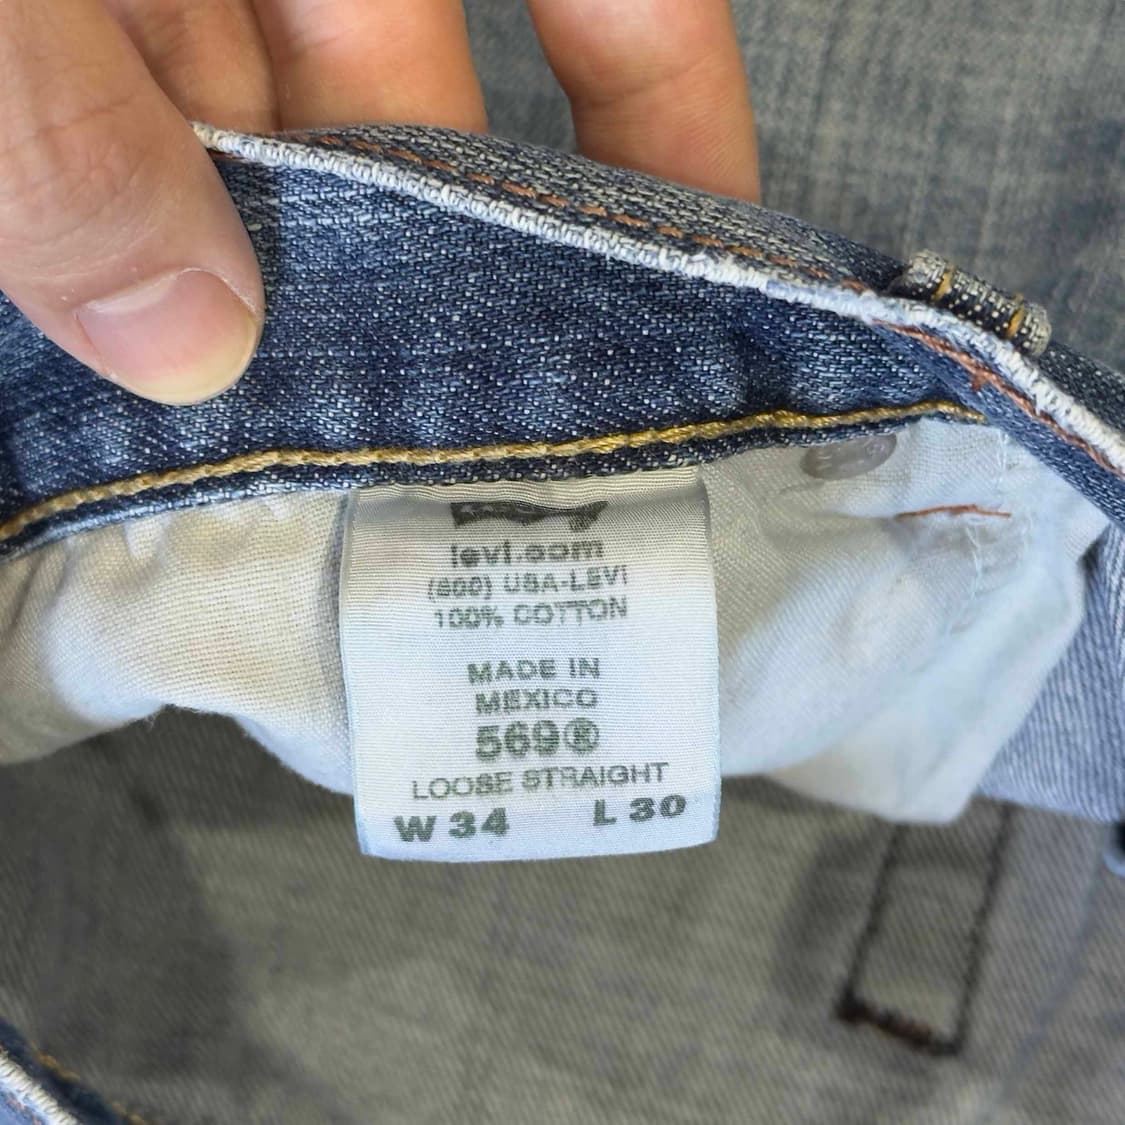 levi.com
(800) USA-LEVI
100% COTTON
MADE IN
MEXICO
569®
LOOSE STRAIGHT
W 34 L 30